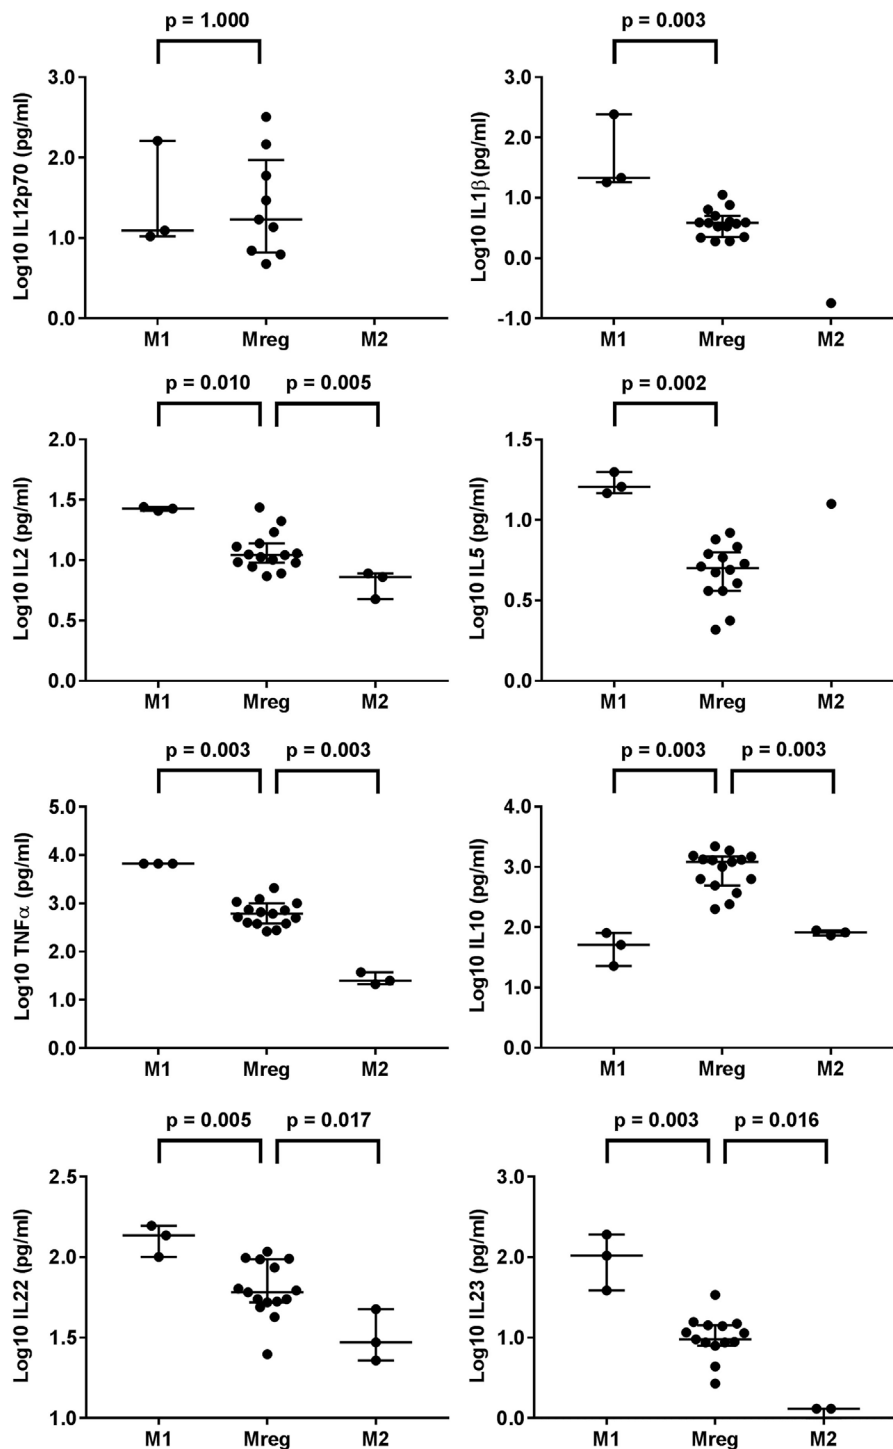 p = 1.000
Log10 IL12p70 (pg/ml)
3.0
2.0
1.0
0.0
M1 Mreg M2
p = 0.003
Log10 IL1β (pg/ml)
3.0
2.0
1.0
0.0
-1.0
M1 Mreg M2
p = 0.010 p = 0.005
Log10 IL2 (pg/ml)
2.0
1.5
1.0
0.5
0.0
M1 Mreg M2
p = 0.002
Log10 IL5 (pg/ml)
1.5
1.0
0.5
0.0
M1 Mreg M2
p = 0.003 p = 0.003
Log10 TNFα (pg/ml)
5.0
4.0
3.0
2.0
1.0
0.0
M1 Mreg M2
p = 0.003 p = 0.003
Log10 IL10 (pg/ml)
4.0
3.0
2.0
1.0
0.0
M1 Mreg M2
p = 0.005 p = 0.017
Log10 IL22 (pg/ml)
2.5
2.0
1.5
1.0
M1 Mreg M2
p = 0.003 p = 0.016
Log10 IL23 (pg/ml)
3.0
2.0
1.0
0.0
M1 Mreg M2